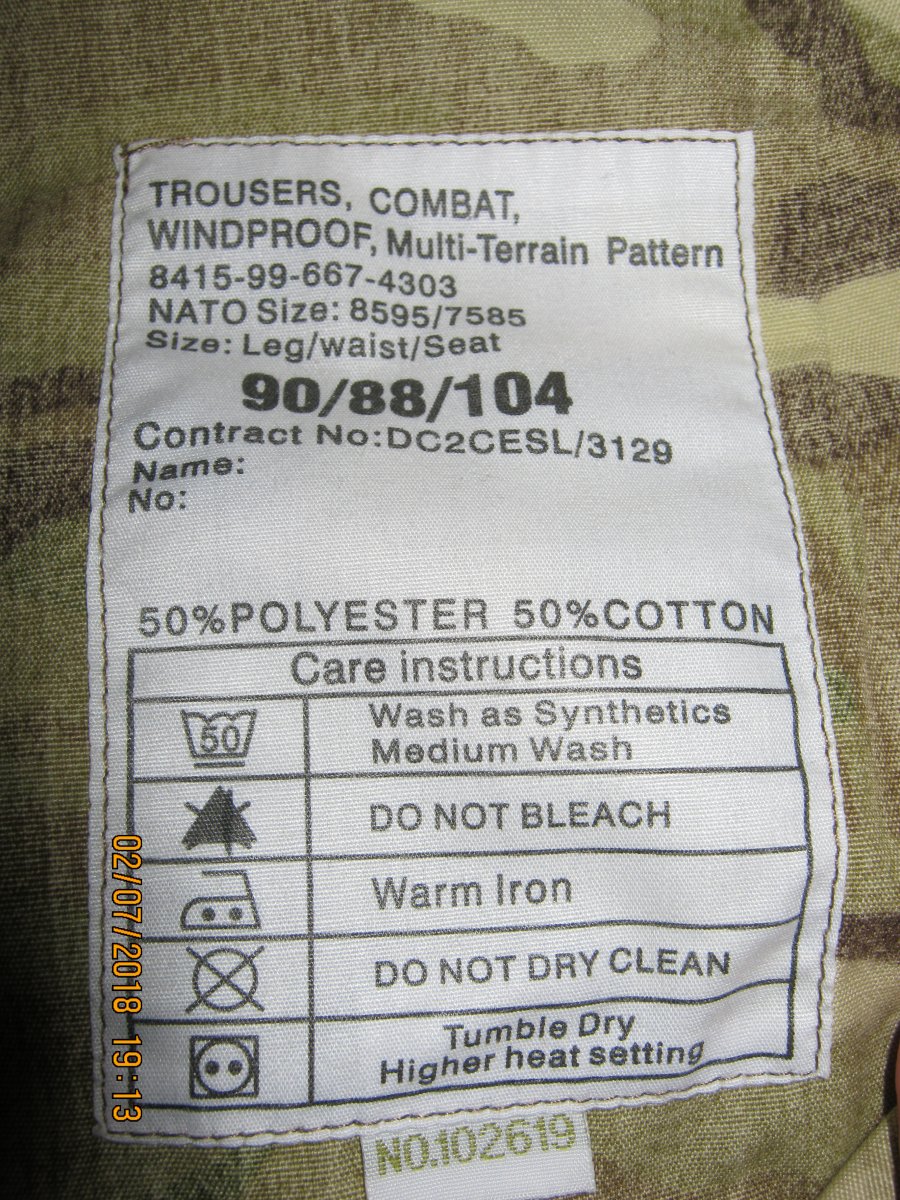 TROUSERS, COMBAT,
WINDPROOF, Multi-Terrain Pattern
8415-99-667-4303
NATO Size: 8595/7585
Size: Leg/waist/Seat
90/88/104
Contract No:DC2CESL/3129
Name:
No:
50%POLYESTER 50%COTTON
Care instructions
50
Wash as Synthetics
Medium Wash
DO NOT BLEACH
Warm Iron
DO NOT DRY CLEAN
Tumble Dry
Higher heat setting
NO.102619
02/07/2018 19:13